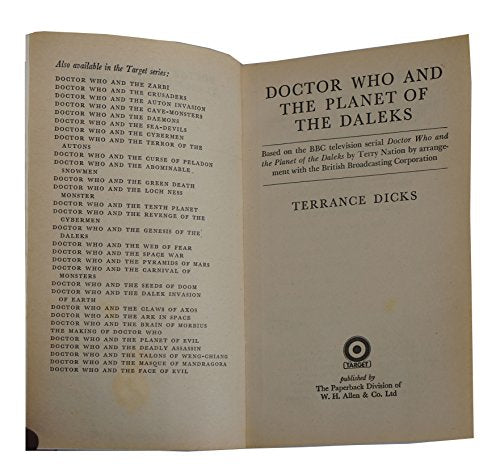 Also available in the Target series:
DOCTOR WHO AND THE ZARBI
DOCTOR WHO AND THE CRUSADERS
DOCTOR WHO AND THE AUTON INVASION
DOCTOR WHO AND THE CAVE-MONSTERS
DOCTOR WHO AND THE DAEMONS
DOCTOR WHO AND THE SEA-DEVILS
DOCTOR WHO AND THE CYBERMEN
DOCTOR WHO AND THE TERROR OF THE
AUTONS
DOCTOR WHO AND THE CURSE OF PELADON
DOCTOR WHO AND THE ABOMINABLE
SNOWMEN
DOCTOR WHO AND THE GREEN DEATH
DOCTOR WHO AND THE LOCH NESS
MONSTER
DOCTOR WHO AND THE TENTH PLANET
DOCTOR WHO AND THE REVENGE OF THE
CYBERMEN
DOCTOR WHO AND THE GENESIS OF THE
DALEKS
DOCTOR WHO AND THE WEB OF FEAR
DOCTOR WHO AND THE SPACE WAR
DOCTOR WHO AND THE PYRAMIDS OF MARS
DOCTOR WHO AND THE CARNIVAL OF
MONSTERS
DOCTOR WHO AND THE SEEDS OF DOOM
DOCTOR WHO AND THE DALEK INVASION
OF EARTH
DOCTOR WHO AND THE CLAWS OF AXOS
DOCTOR WHO AND THE ARK IN SPACE
DOCTOR WHO AND THE BRAIN OF MORBIUS
THE MAKING OF DOCTOR WHO
DOCTOR WHO AND THE PLANET OF EVIL
DOCTOR WHO AND THE DEADLY ASSASSIN
DOCTOR WHO AND THE TALONS OF WENG-CHIANG
DOCTOR WHO AND THE MASQUE OF MANDRAGORA
DOCTOR WHO AND THE FACE OF EVIL
DOCTOR WHO AND
THE PLANET OF
THE DALEKS
Based on the BBC television serial Doctor Who and
the Planet of the Daleks by Terry Nation by arrange-
ment with the British Broadcasting Corporation
TERRANCE DICKS
TARGET
published by
The Paperback Division of
W. H. Allen & Co. Ltd